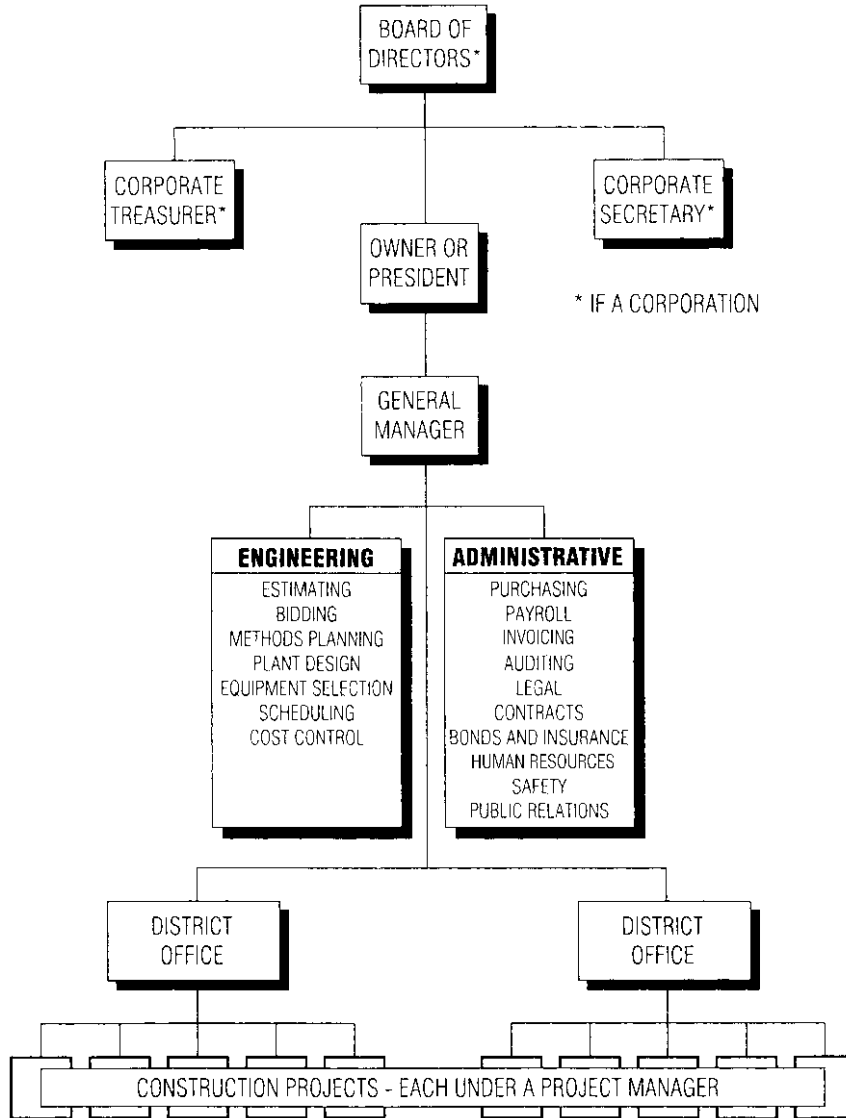 BOARD OF
DIRECTORS*
CORPORATE
TREASURER*
CORPORATE
SECRETARY*
OWNER OR
PRESIDENT
* IF A CORPORATION
GENERAL
MANAGER
ENGINEERING
ESTIMATING
BIDDING
METHODS PLANNING
PLANT DESIGN
EQUIPMENT SELECTION
SCHEDULING
COST CONTROL
ADMINISTRATIVE
PURCHASING
PAYROLL
INVOICING
AUDITING
LEGAL
CONTRACTS
BONDS AND INSURANCE
HUMAN RESOURCES
SAFETY
PUBLIC RELATIONS
DISTRICT
OFFICE
DISTRICT
OFFICE
CONSTRUCTION PROJECTS - EACH UNDER A PROJECT MANAGER